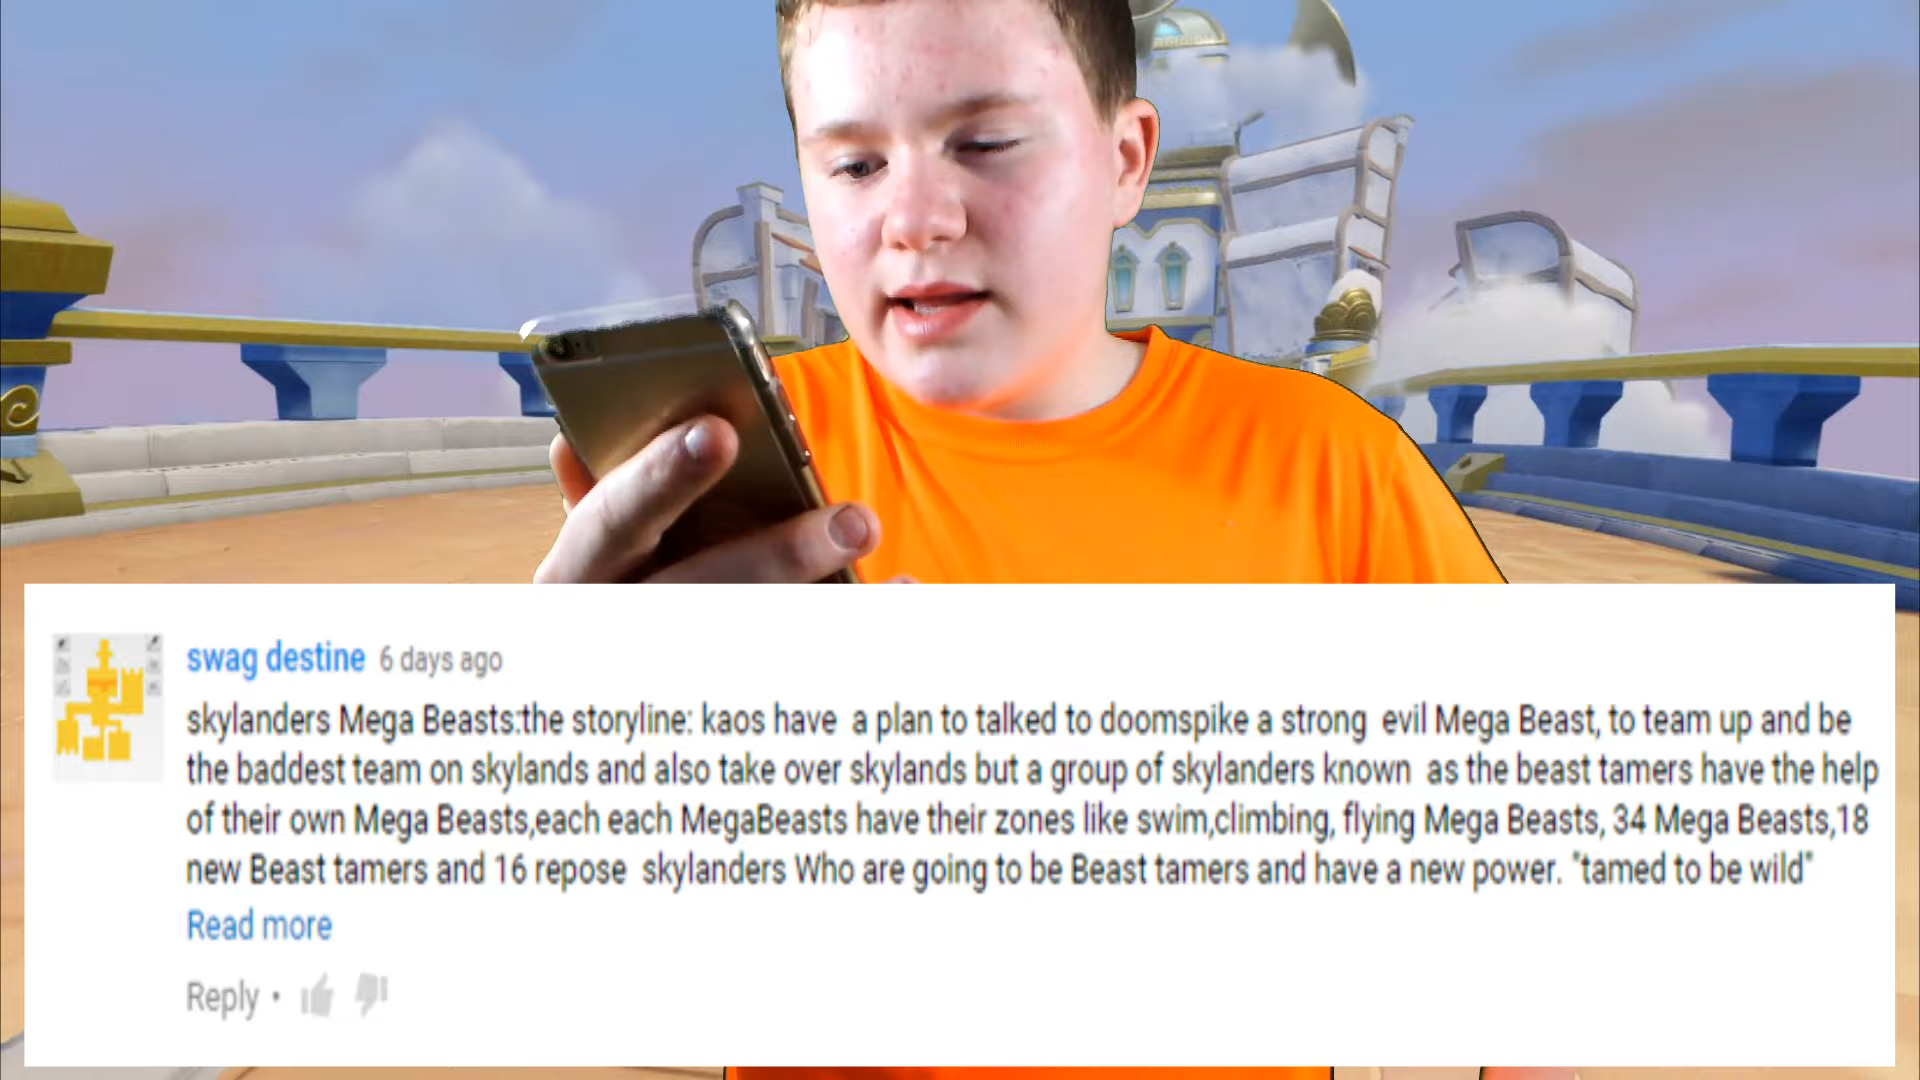 swag destine 6 days ago
skylanders Mega Beasts:the storyline: kaos have a plan to talked to doomspike a strong evil Mega Beast, to team up and be
the baddest team on skylands and also take over skylands but a group of skylanders known as the beast tamers have the help
of their own Mega Beasts,each each MegaBeasts have their zones like swim,climbing, flying Mega Beasts, 34 Mega Beasts,18
new Beast tamers and 16 repose skylanders Who are going to be Beast tamers and have a new power. "tamed to be wild"
Read more
Reply •